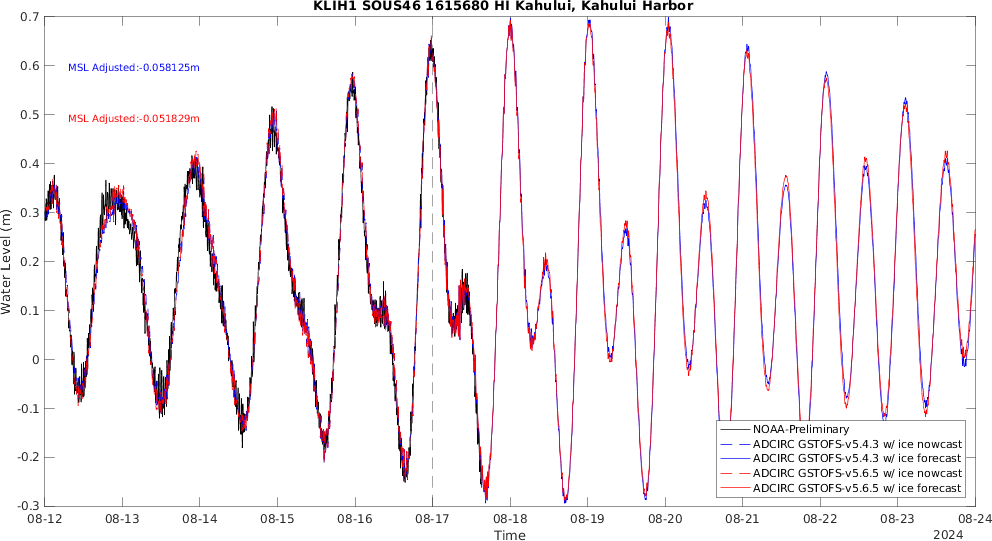 KLIH1 SOUS46 1615680 HI Kahului, Kahului Harbor
0.7
0.6
0.5
0.4
0.3
0.2
0.1
0
-0.1
-0.2
-0.3
Water Level (m)
MSL Adjusted:-0.058125m
MSL Adjusted:-0.051829m
NOAA-Preliminary
ADCIRC GSTOFS-v5.4.3 w/ ice nowcast
ADCIRC GSTOFS-v5.4.3 w/ ice forecast
ADCIRC GSTOFS-v5.6.5 w/ ice nowcast
ADCIRC GSTOFS-v5.6.5 w/ ice forecast
08-12 08-13 08-14 08-15 08-16 08-17 08-18 08-19 08-20 08-21 08-22 08-23 08-24
Time
2024